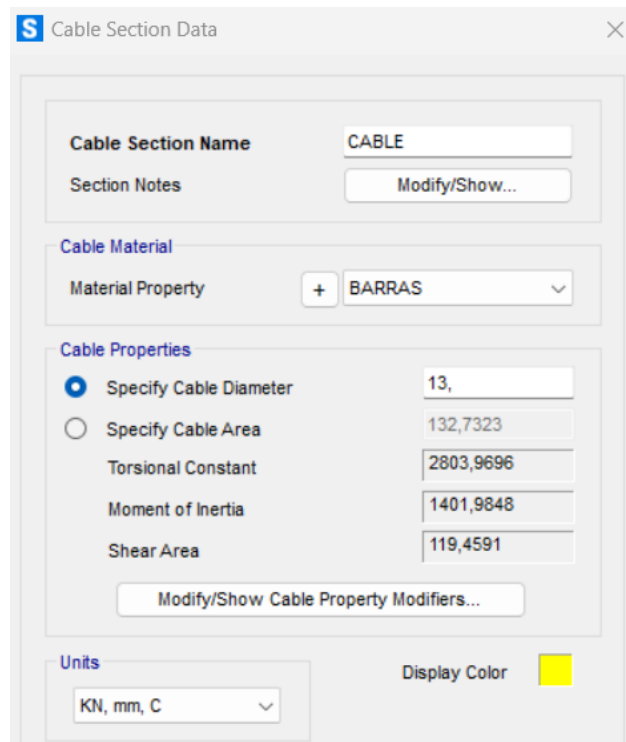 S Cable Section Data
Cable Section Name CABLE
Section Notes Modify/Show...
Cable Material
Material Property + BARRAS
Cable Properties
Specify Cable Diameter 13,
Specify Cable Area 132,7323
Torsional Constant 2803,9696
Moment of Inertia 1401,9848
Shear Area 119,4591
Modify/Show Cable Property Modifiers...
Units
Display Color
KN, mm, C